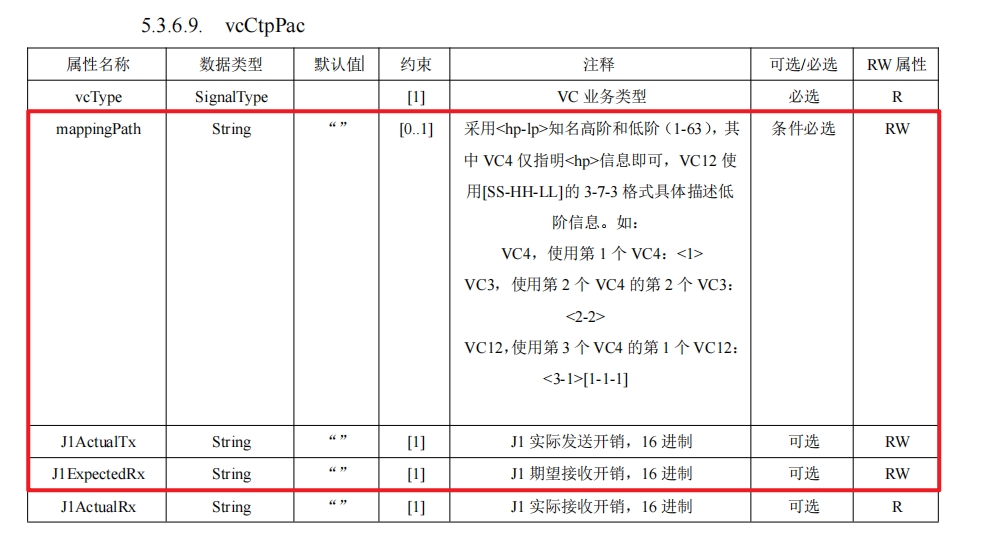 5.3.6.9. vcCtpPac
属性名称 数据类型 默认值 约束 注释 可选/必选 RW 属性
vcType SignalType [1] VC 业务类型 必选 R
mappingPath String “” [0..1] 采用<hp-lp>知名高阶和低阶（1-63），其 条件必选 RW
中 VC4 仅指明<hp>信息即可，VC12 使
用[SS-HH-LL]的 3-7-3 格式具体描述低
阶信息。如：
VC4，使用第 1 个 VC4：<1>
VC3，使用第 2 个 VC4 的第 2 个 VC3：
<2-2>
VC12,使用第 3 个 VC4 的第 1 个 VC12：
<3-1>[1-1-1]
J1ActualTx String “” [1] J1 实际发送开销，16 进制 可选 RW
J1ExpectedRx String “” [1] J1 期望接收开销，16 进制 可选 RW
J1ActualRx String “” [1] J1 实际接收开销，16 进制 可选 R